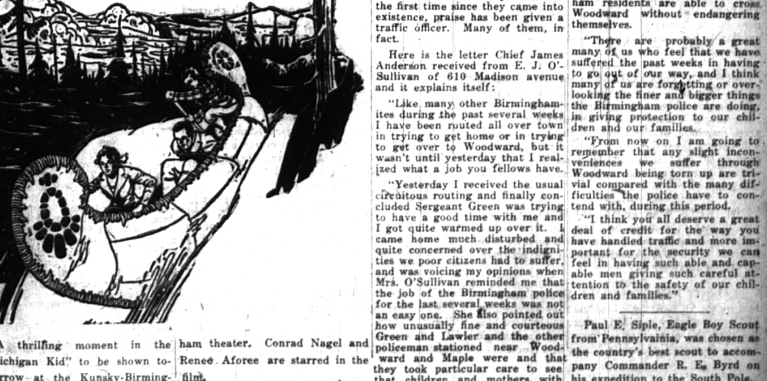 A thrilling moment in the
ichigan Kid" to be shown to-
rrow at the Kunsky-Birming-
ham theater. Conrad Nagel and
Renee Aforee are starred in the
film.
the first time since they came into
existence, praise has been given a
traffic officer. Many of them, in
fact.
Here is the letter Chief James
Anderson received from E. J. O'-
Sullivan of 610 Madison avenue
and it explains itself:
"Like many other Birmingham-
ites during the past several weeks
I have been routed all over town
in trying to get home or in trying
to get over to Woodward, but it
wasn't until yesterday that I real-
ized what a job you fellows have.
"Yesterday I received the usual
circuitous routing and finally con-
cluded Sergeant Green was trying
to have a good time with me and
I got quite warmed up over it. I
came home much disturbed and
quite concerned over the indigni-
ties we poor citizens had to suffer,
and was voicing my opinions when
Mrs. O'Sullivan reminded me that
the job of the Birmingham police
for the last several weeks was not
an easy one. She also pointed out
how unusually fine and courteous
Green and Lawler and the other
policeman stationed near Wood-
ward and Maple were and that
they took particular care to see
that children and mothers with
ham residents are able to cross
Woodward without endangering
themselves.
"There are probably a great
many of us who feel that we have
suffered the past weeks in having
to go out of our way, and I think
many of us are forgetting or over-
looking the finer and bigger things
the Birmingham police are doing,
in giving protection to our chil-
dren and our families.
"From now on I am going to
remember that any slight incon-
veniences we suffer through
Woodward being torn up are tri-
vial compared with the many dif-
ficulties the police have to con-
tend with, during this period.
"I think you all deserve a great
deal of credit for the way you
have handled traffic and more im-
portant for the security we can
feel in having such able and cap-
able men giving such careful at-
tention to the safety of our chil-
dren and families."
Paul E. Siple, Eagle Boy Scout
from Pennsylvania, was chosen as
the country's best scout to accom-
pany Commander R. E. Byrd on
his expedition to the South Pole.